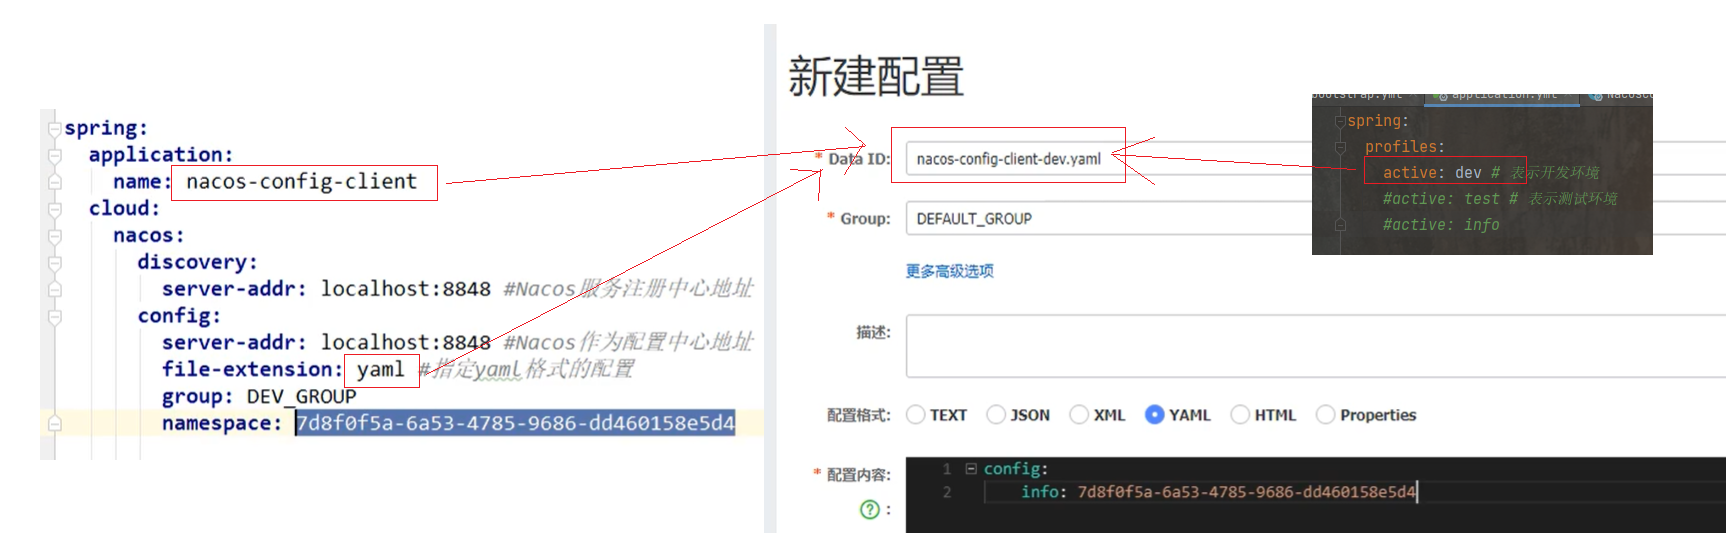 spring:
application:
name: nacos-config-client
cloud:
nacos:
discovery:
server-addr: localhost:8848 #Nacos服务注册中心地址
config:
server-addr: localhost:8848 #Nacos作为配置中心地址
file-extension: yaml #指定yaml格式的配置
group: DEV_GROUP
namespace: 7d8f0f5a-6a53-4785-9686-dd460158e5d4
新建配置
* Data ID: nacos-config-client-dev.yaml
* Group: DEFAULT_GROUP
更多高级选项
描述:
配置格式: TEXT JSON XML YAML HTML Properties
* 配置内容:
? :
1 config:
2 info: 7d8f0f5a-6a53-4785-9686-dd460158e5d4
application.yml
spring:
profiles:
active: dev # 表示开发环境
#active: test # 表示测试环境
#active: info